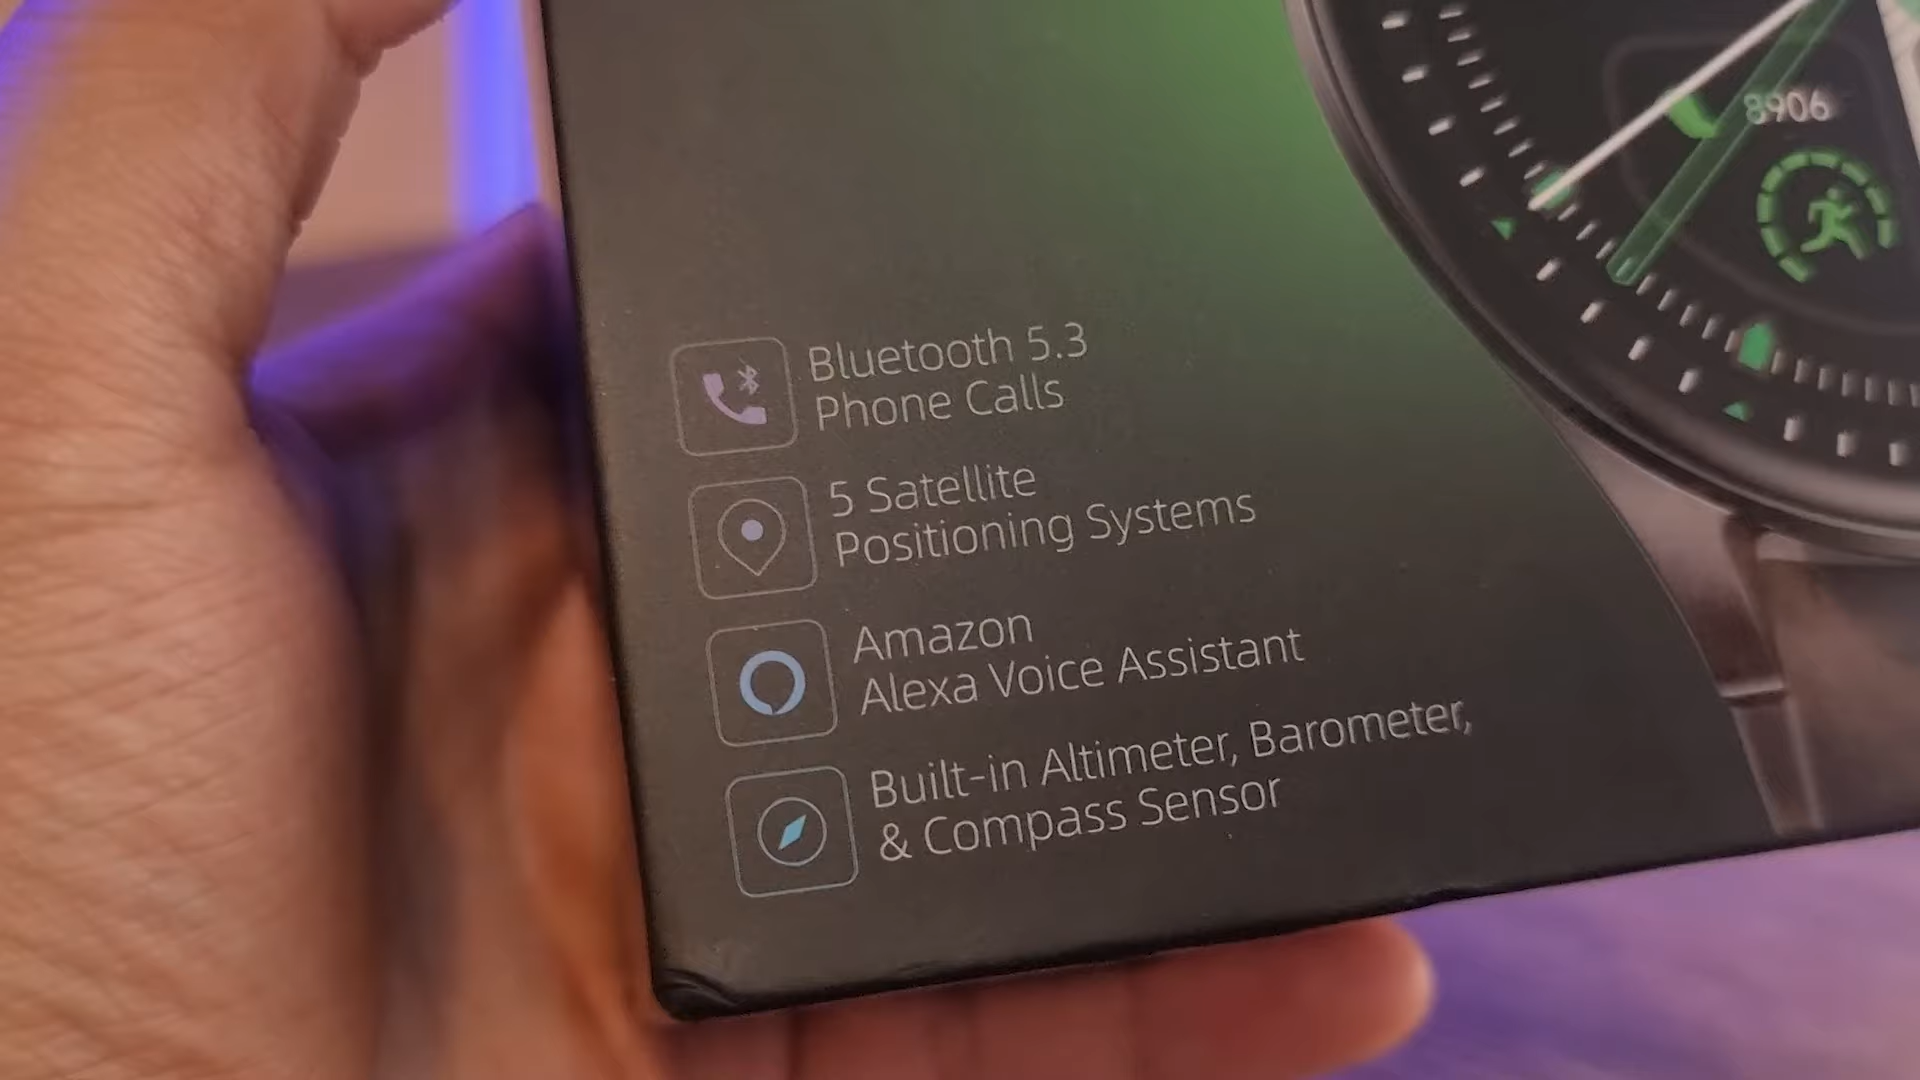 8906
Bluetooth 5.3
Phone Calls
5 Satellite
Positioning Systems
Amazon
Alexa Voice Assistant
Built-in Altimeter, Barometer,
& Compass Sensor